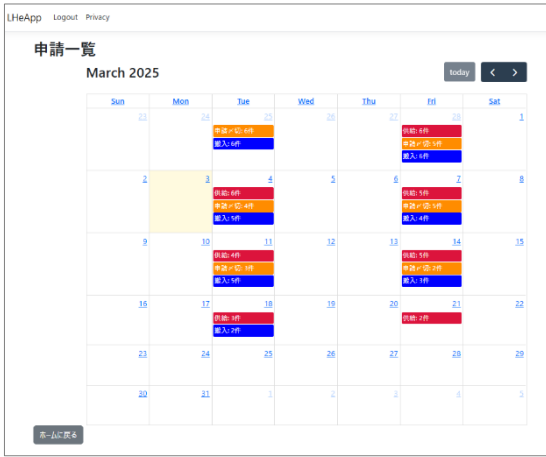 LHeApp Logout Privacy
申請一覧
March 2025
today
Sun Mon Tue Wed Thu Fri Sat
23 24 25 26 27 28 1
申請〆切: 6件
搬入: 6件
供給: 6件
申請〆切: 5件
搬入: 6件
2 3 4 5 6 7 8
供給: 6件
申請〆切: 4件
搬入: 5件
供給: 5件
申請〆切:
搬入: 4件
9 10 11 12 13 14 15
供給: 4件
申請〆切: 3件
搬入: 5件
供給: 5件
申請〆切: 2件
搬入: 3件
16 17 18 19 20 21 22
供給: 3件
搬入: 2件
供給: 2件
23 24 25 26 27 28 29
30 31 1 2 3 4 5
ホームに戻る